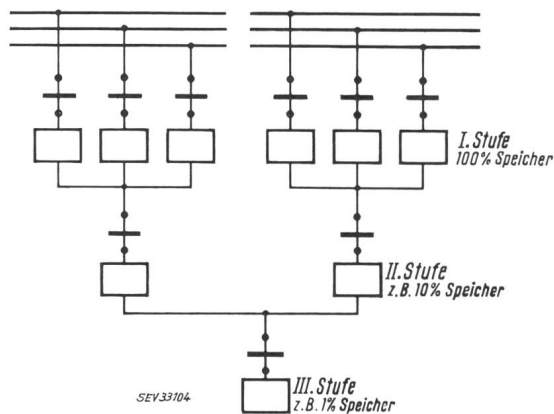 I. Stufe
100% Speicher
II. Stufe
z.B. 10% Speicher
III. Stufe
z.B. 1% Speicher
SEV33104